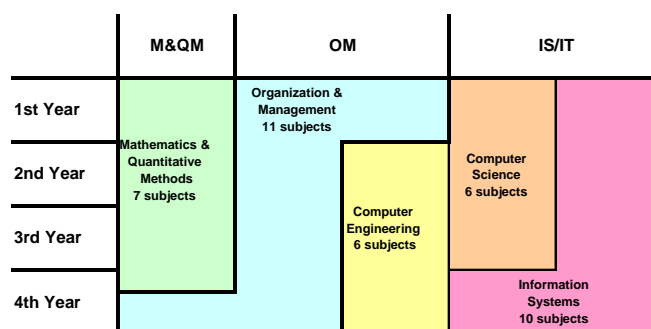 M&QM
OM
IS/IT
1st Year
2nd Year
3rd Year
4th Year
Mathematics &
Quantitative
Methods
7 subjects
Organization &
Management
11 subjects
Computer
Engineering
6 subjects
Computer
Science
6 subjects
Information
Systems
10 subjects